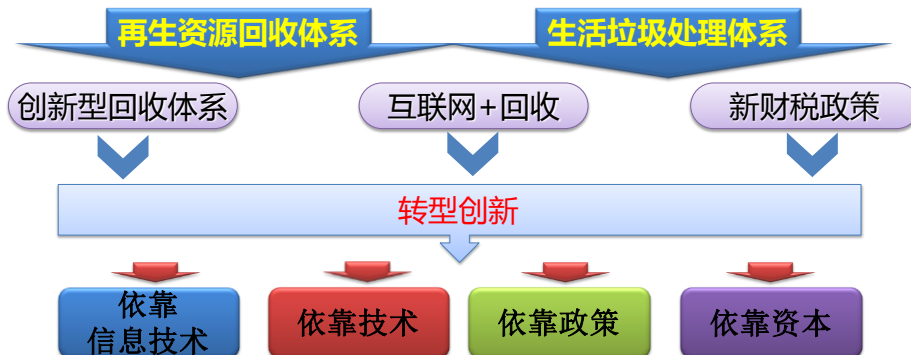 再生资源回收体系
生活垃圾处理体系
创新型回收体系
互联网+回收
新财税政策
转型创新
依靠
信息技术
依靠技术
依靠政策
依靠资本